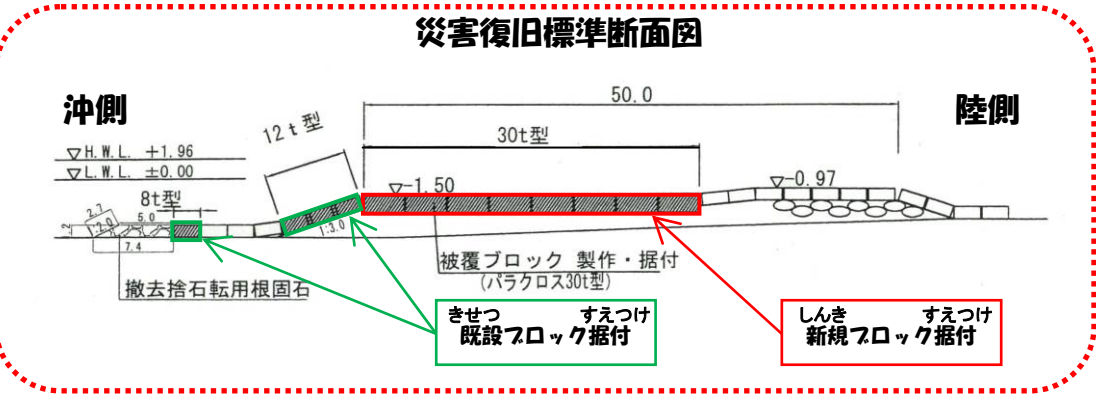 災害復旧標準断面図
沖側
陸側
50.0
12t型
30t型
▽H.W.L. +1.96
▽L.W.L. ±0.00
▽-1.50
▽-0.97
8t型
2.7
5.0
1:2.0
7.4
1:3.0
被覆ブロック 製作・据付
(パラクロス30t型)
撤去捨石転用根固石
きせつ すえつけ
既設ブロック据付
しんき すえつけ
新規ブロック据付